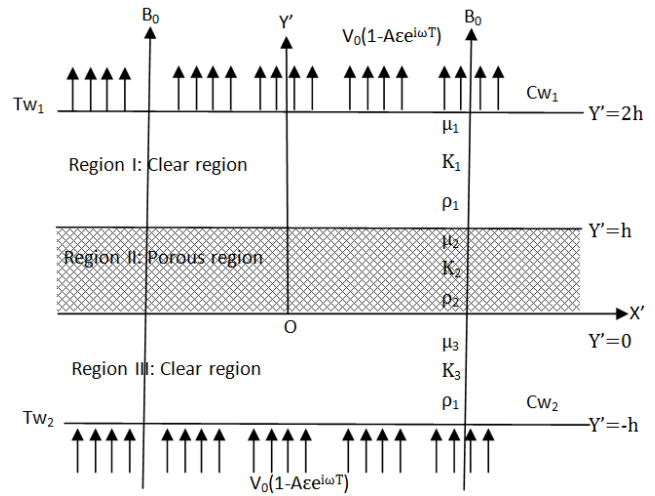 B₀
Y'
V₀(1-Aεe^iωT)
B₀
Tw₁
Cw₁
Y'=2h
μ₁
Region I: Clear region
K₁
ρ₁
Y'=h
μ₂
Region II: Porous region
K₂
ρ₂
X'
O
Y'=0
μ₃
Region III: Clear region
K₃
ρ₁
Tw₂
Cw₂
Y'=-h
V₀(1-Aεe^iωT)